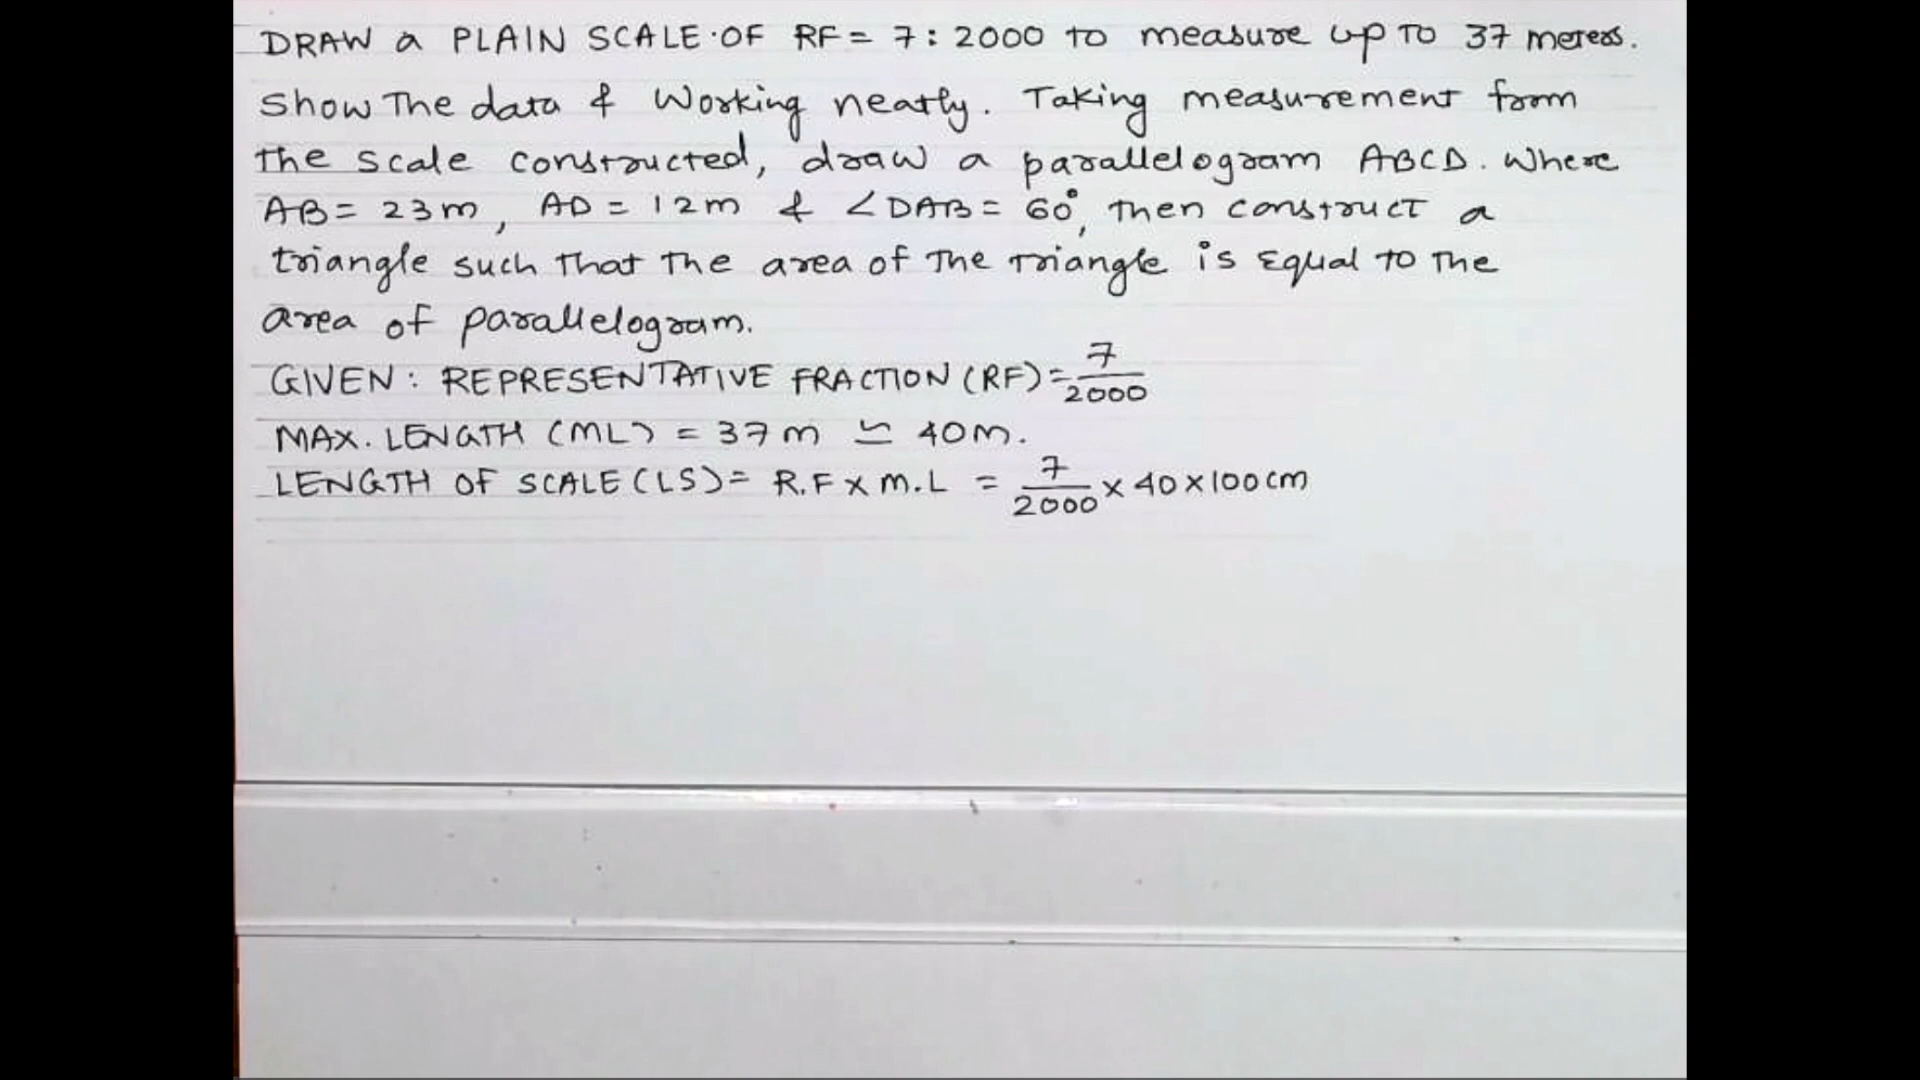 DRAW a PLAIN SCALE OF RF = 7 : 2000 to measure up TO 37 meters.
Show The data & Working neatly. Taking measurement from
the scale constructed, draw a parallelogram ABCD. Where
AB = 23m, AD = 12m & ∠DAB = 60°, then construct a
triangle such that the area of The triangle is Equal to The
area of parallelogram.
GIVEN : REPRESENTATIVE FRACTION (RF) = 7/2000
MAX. LENGTH (ML) = 37m ≃ 40m.
LENGTH OF SCALE (LS) = R.F x M.L = 7/2000 x 40 x 100cm